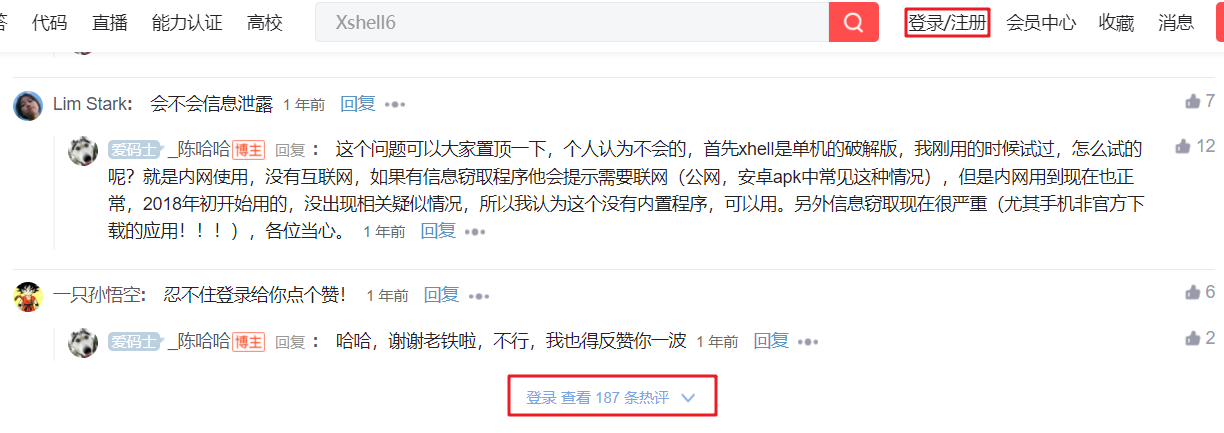 答 代码 直播 能力认证 高校 Xshell6 登录/注册 会员中心 收藏 消息
Lim Stark: 会不会信息泄露 1 年前 回复 7
爱码士 _陈哈哈 博主 回复 : 这个问题可以大家置顶一下，个人认为不会的，首先xhell是单机的破解版，我刚用的时候试过，怎么试的 12
呢？就是内网使用，没有互联网，如果有信息窃取程序他会提示需要联网（公网，安卓apk中常见这种情况），但是内网用到现在也正
常，2018年初开始用的，没出现相关疑似情况，所以我认为这个没有内置程序，可以用。另外信息窃取现在很严重（尤其手机非官方下
载的应用！！！），各位当心。 1 年前 回复
一只孙悟空: 忍不住登录给你点个赞！ 1 年前 回复 6
爱码士 _陈哈哈 博主 回复 : 哈哈，谢谢老铁啦，不行，我也得反赞你一波 1 年前 回复 2
登录 查看 187 条热评